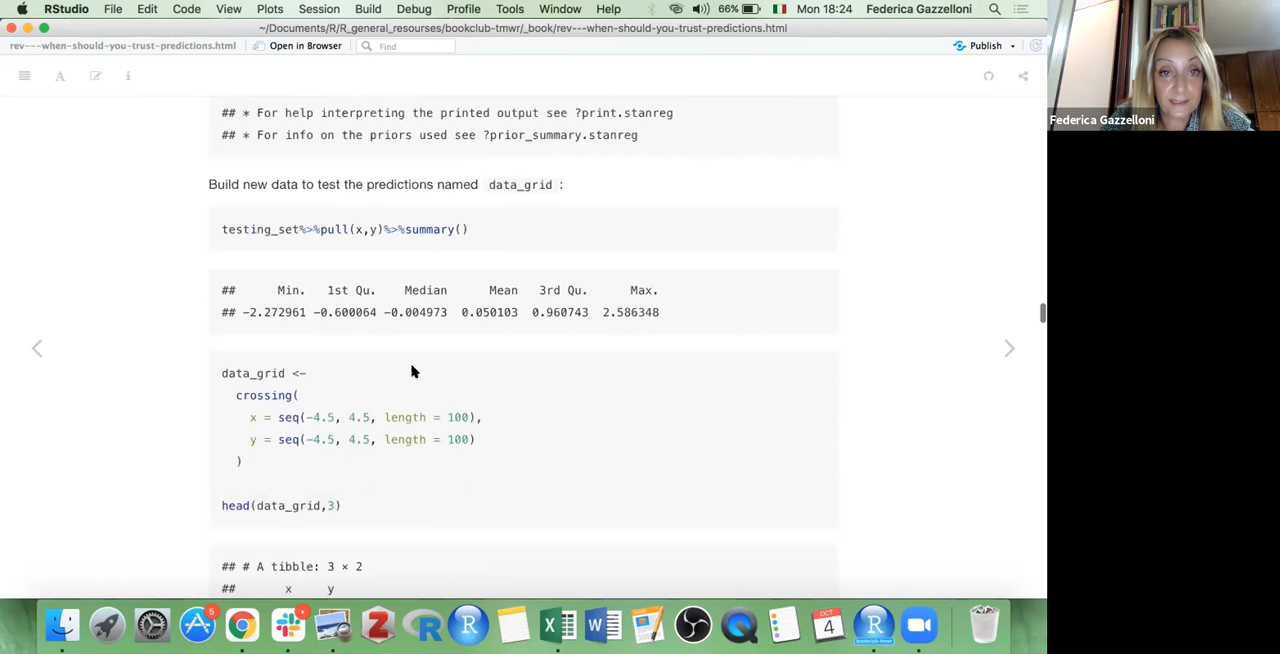 RStudio File Edit Code View Plots Session Build Debug Profile Tools Window Help 66% Mon 18:24 Federica Gazzelloni
~/Documents/R/R_general_resourses/bookclub-tmwr/_book/rev---when-should-you-trust-predictions.html
rev---when-should-you-trust-predictions.html Open in Browser Find Publish
A i
## * For help interpreting the printed output see ?print.stanreg
## * For info on the priors used see ?prior_summary.stanreg
Build new data to test the predictions named data_grid :
testing_set%>%pull(x,y)%>%summary()
## Min. 1st Qu. Median Mean 3rd Qu. Max.
## -2.272961 -0.600064 -0.004973 0.050103 0.960743 2.586348
data_grid <-
crossing(
x = seq(-4.5, 4.5, length = 100),
y = seq(-4.5, 4.5, length = 100)
)
head(data_grid,3)
## # A tibble: 3 × 2
## x y
Federica Gazzelloni
5
Z
R
R
X
W
OCT
4
R
bookclub-tmwr